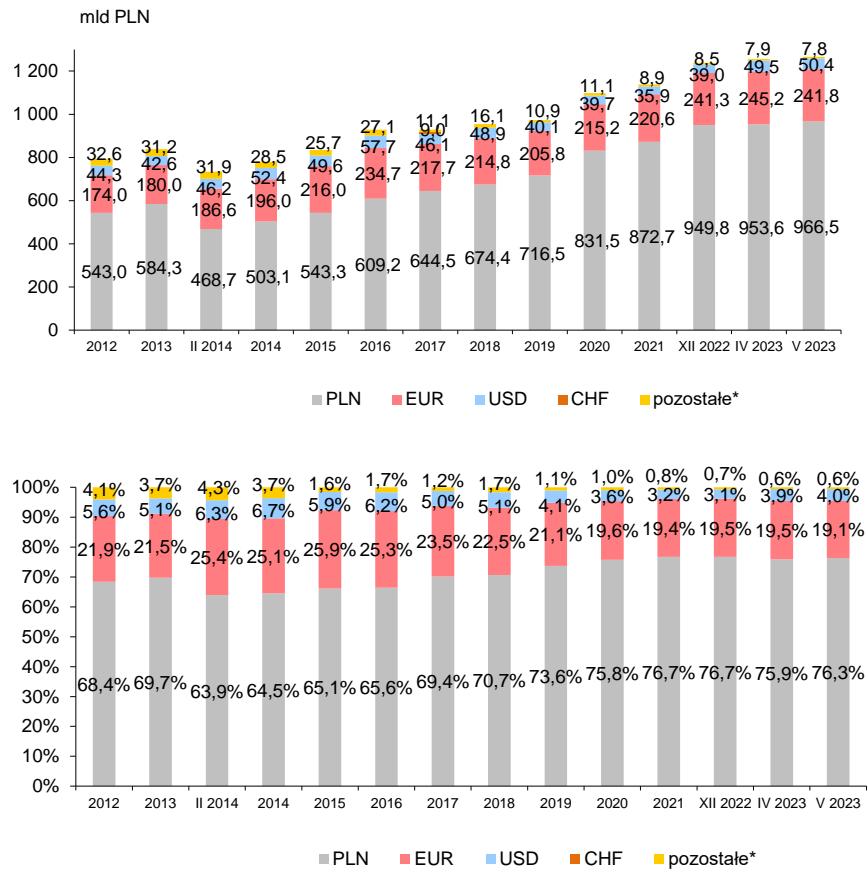 mld PLN
32,6 31,2 31,9 28,5 25,7 27,1 11,1 16,1 10,9 11,1 8,9 8,5 7,9 7,8
9,0
44,3 42,6 46,2 52,4 49,6 57,7 46,1 48,9 40,1 39,7 35,9 39,0 49,5 50,4
174,0 180,0 186,6 196,0 216,0 234,7 217,7 214,8 205,8 215,2 220,6 241,3 245,2 241,8
543,0 584,3 468,7 503,1 543,3 609,2 644,5 674,4 716,5 831,5 872,7 949,8 953,6 966,5
1 200
1 000
800
600
400
200
0
2012 2013 II 2014 2014 2015 2016 2017 2018 2019 2020 2021 XII 2022 IV 2023 V 2023
PLN EUR USD CHF pozostałe*
4,1% 3,7% 4,3% 3,7% 1,6% 1,7% 1,2% 1,7% 1,1% 1,0% 0,8% 0,7% 0,6% 0,6%
5,6% 5,1% 6,3% 6,7% 5,9% 6,2% 5,0% 5,1% 4,1% 3,6% 3,2% 3,1% 3,9% 4,0%
21,9% 21,5% 25,4% 25,1% 25,9% 25,3% 23,5% 22,5% 21,1% 19,6% 19,4% 19,5% 19,5% 19,1%
68,4% 69,7% 63,9% 64,5% 65,1% 65,6% 69,4% 70,7% 73,6% 75,8% 76,7% 76,7% 75,9% 76,3%
100%
90%
80%
70%
60%
50%
40%
30%
20%
10%
0%
2012 2013 II 2014 2014 2015 2016 2017 2018 2019 2020 2021 XII 2022 IV 2023 V 2023
PLN EUR USD CHF pozostałe*